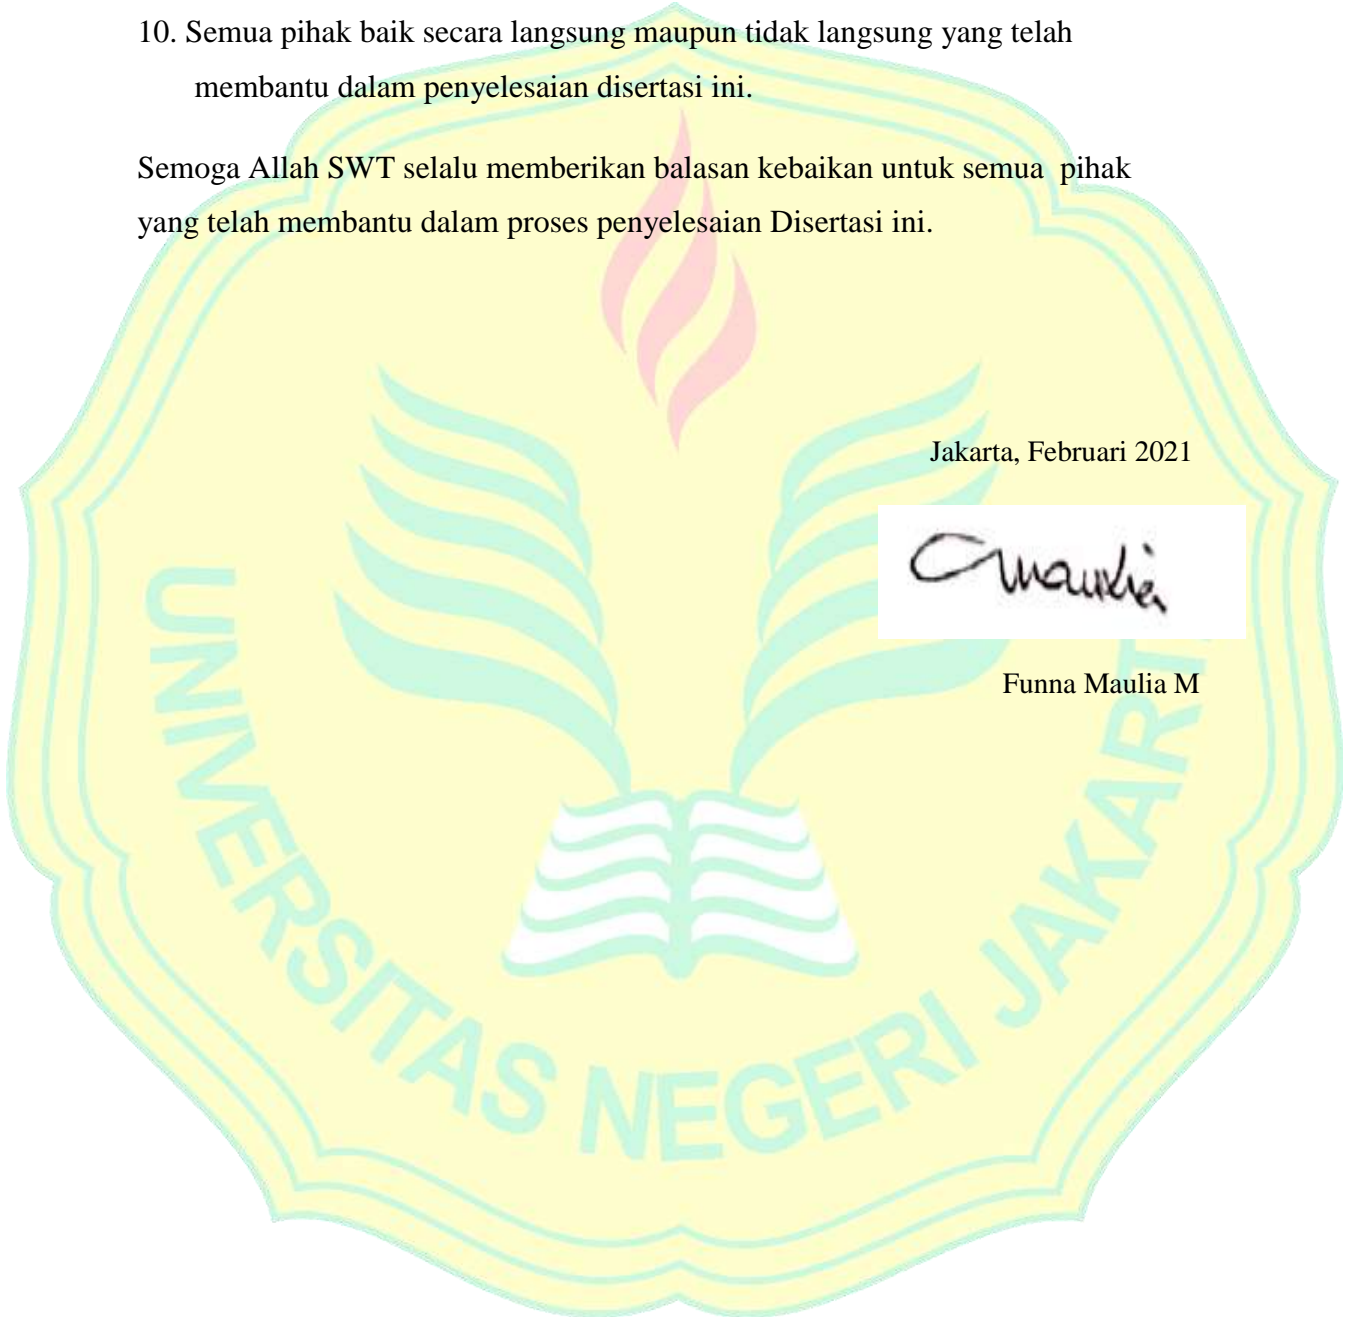 10. Semua pihak baik secara langsung maupun tidak langsung yang telah
membantu dalam penyelesaian disertasi ini.
Semoga Allah SWT selalu memberikan balasan kebaikan untuk semua pihak
yang telah membantu dalam proses penyelesaian Disertasi ini.
Jakarta, Februari 2021
Funna Maulia M
UNIVERSITAS NEGERI JAKART